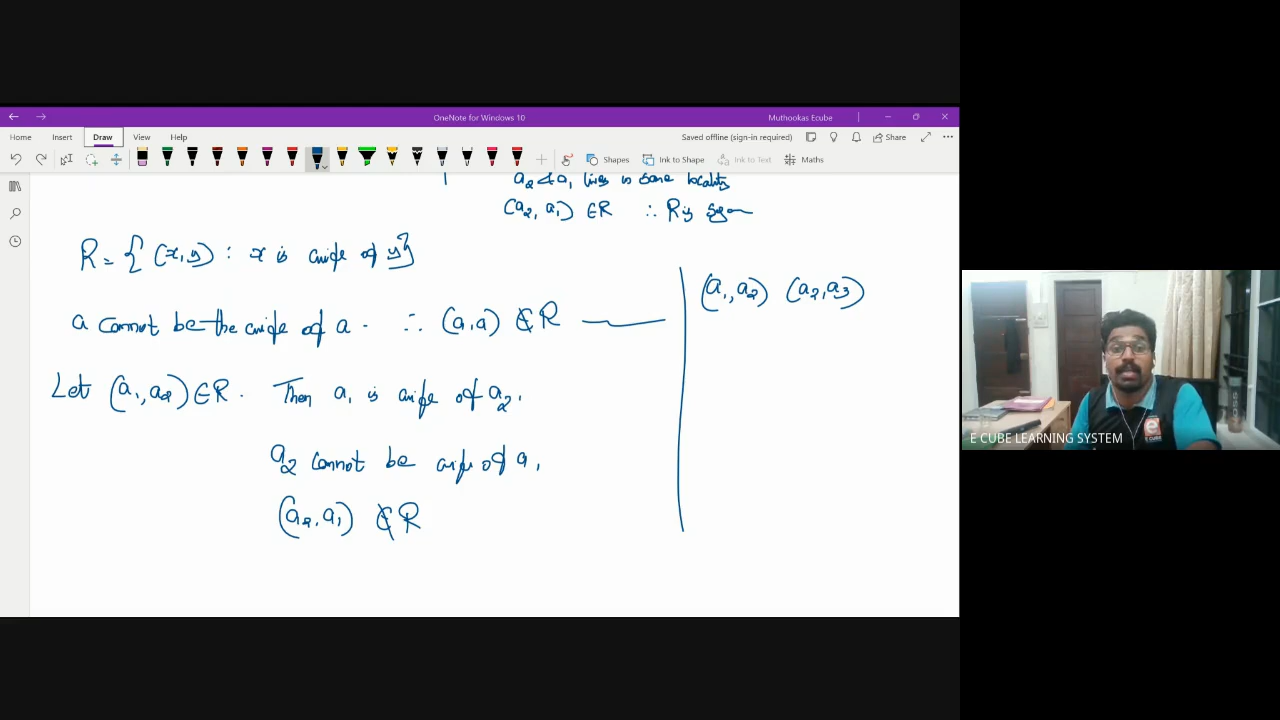 OneNote for Windows 10
Muthookas Ecube
Home Insert Draw View Help
Saved offline (sign-in required) Share
Shapes Ink to Shape Ink to Text Maths
a2 & a1 lives in same locality
(a2, a1) ∈R ∴ R is sym
R = { (x,y) : x is wife of y}
a cannot be the wife of a. ∴ (a,a) ∉ R
Let (a1, a2) ∈R. Then a1 is wife of a2.
a2 cannot be wife of a1
(a2, a1) ∉ R
(a1, a2) (a2, a3)
E CUBE LEARNING SYSTEM